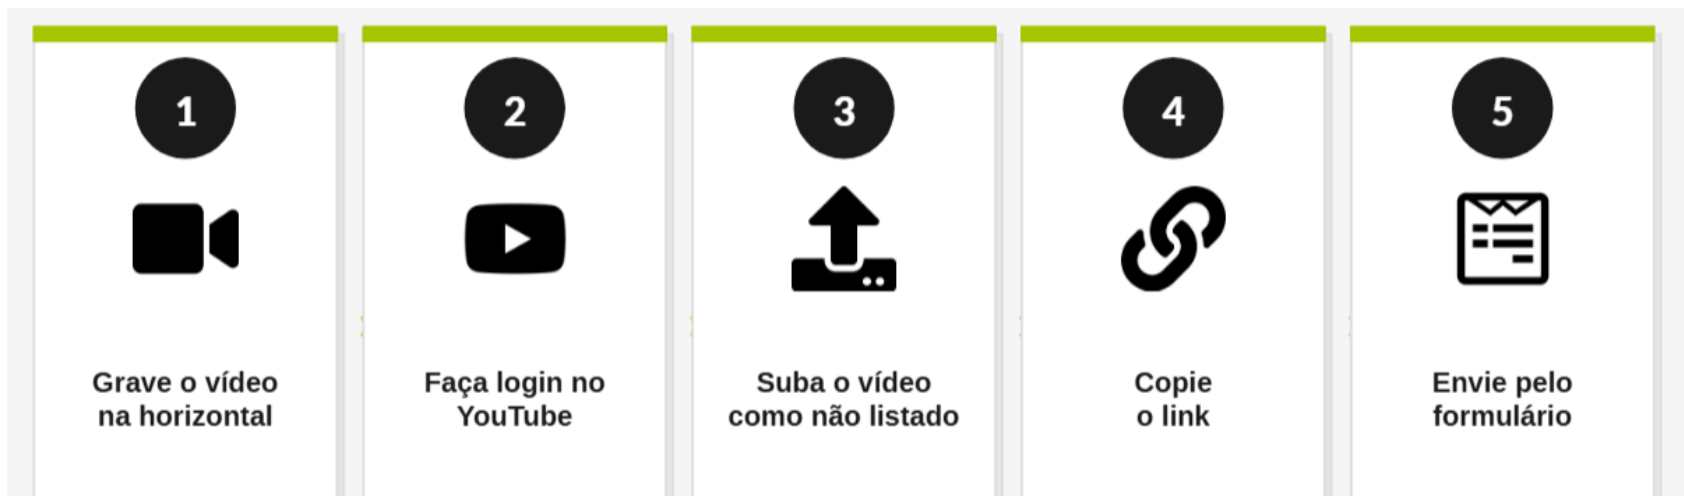 1
Grave o vídeo
na horizontal
2
Faça login no
YouTube
3
Suba o vídeo
como não listado
4
Copie
o link
5
Envie pelo
formulário